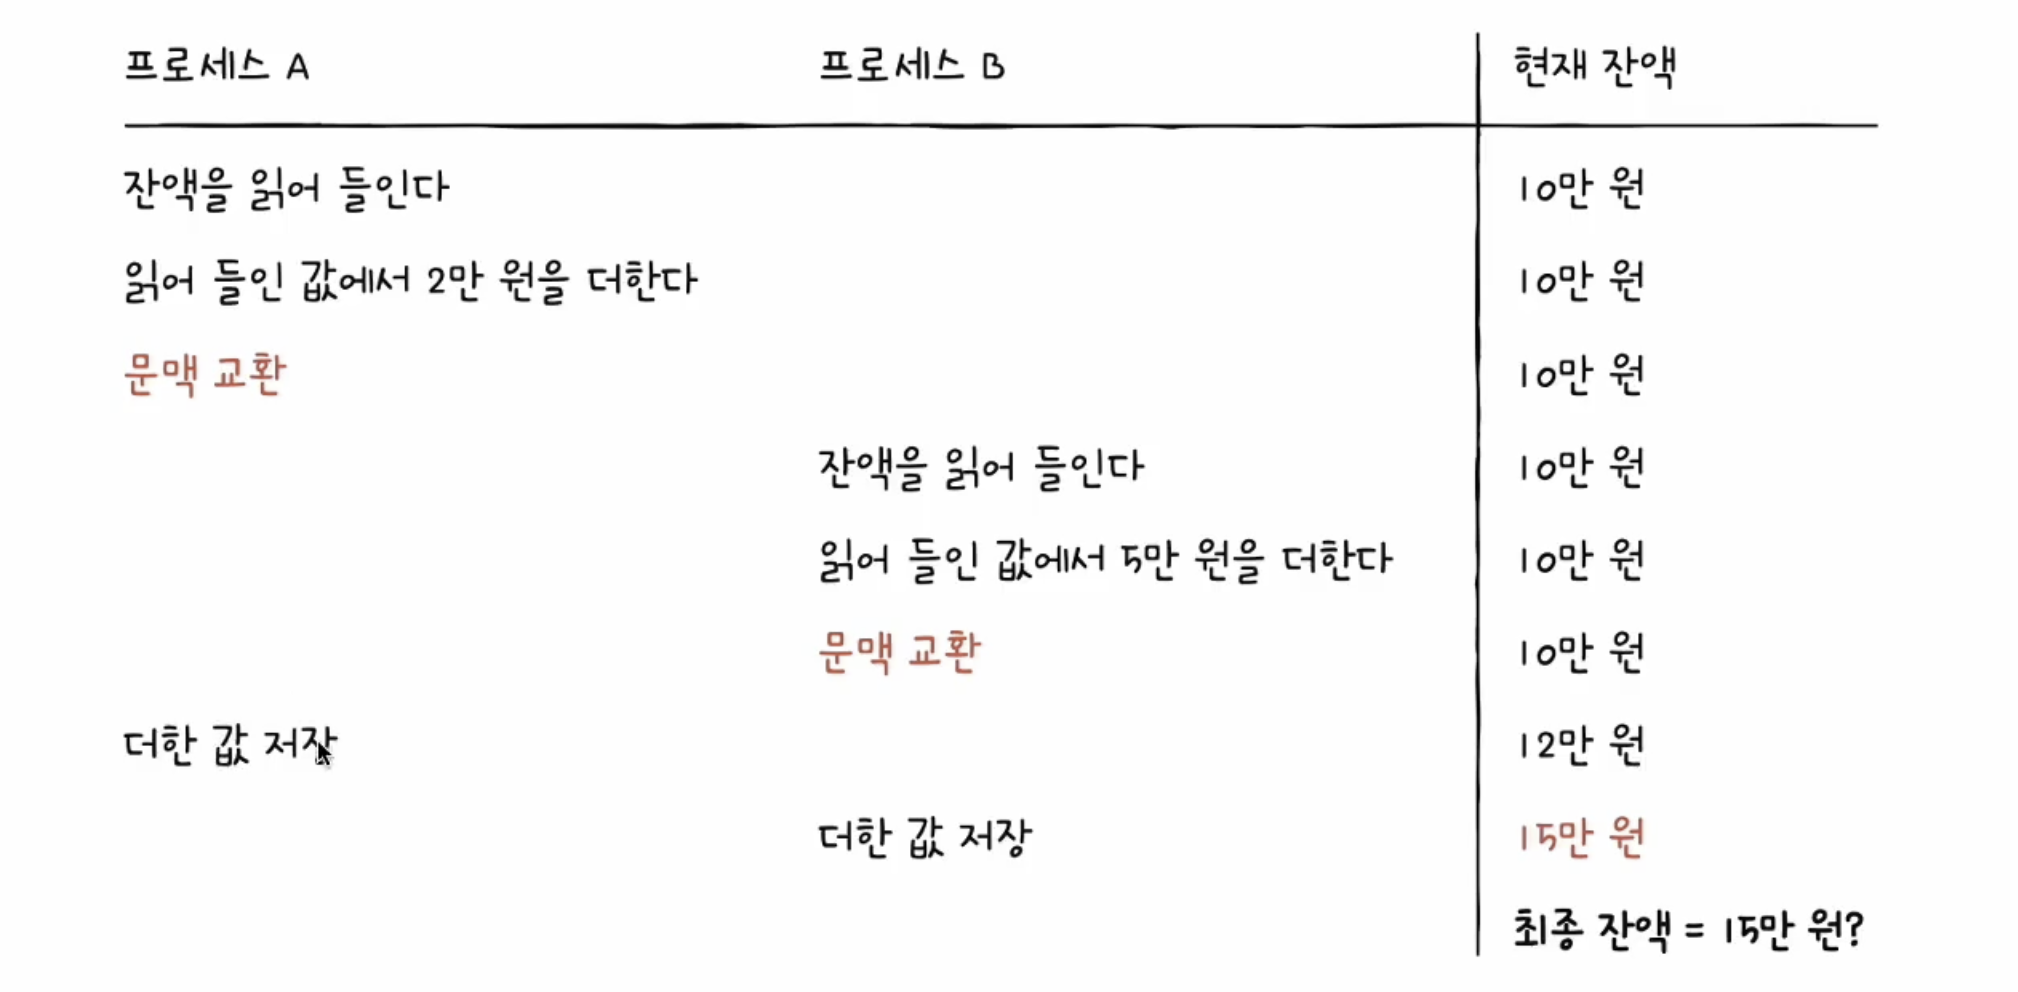 프로세스 A 프로세스 B 현재 잔액
잔액을 읽어 들인다 10만 원
읽어 들인 값에서 2만 원을 더한다 10만 원
문맥 교환 10만 원
잔액을 읽어 들인다 10만 원
읽어 들인 값에서 5만 원을 더한다 10만 원
문맥 교환 10만 원
더한 값 저장 12만 원
더한 값 저장 15만 원
최종 잔액 = 15만 원?